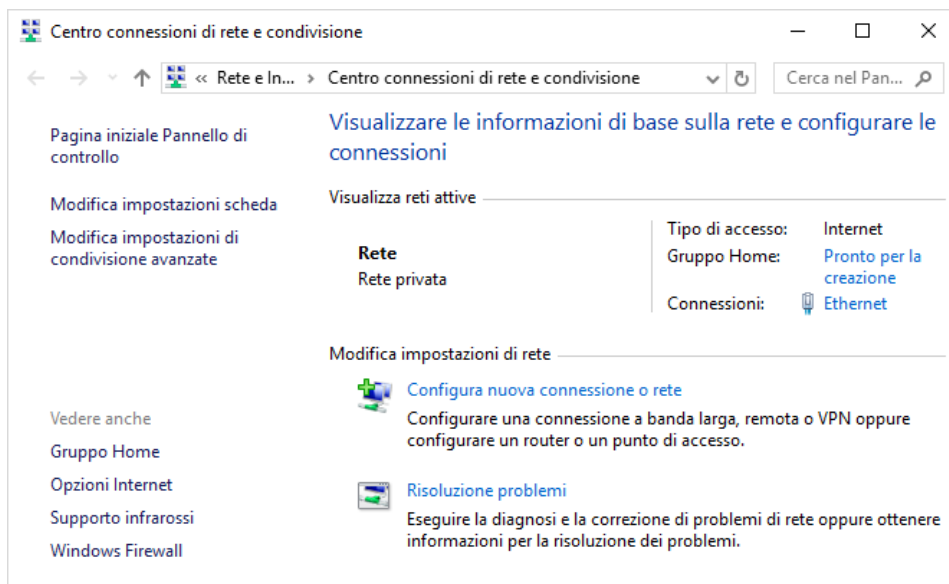 Centro connessioni di rete e condivisione
« Rete e In... › Centro connessioni di rete e condivisione
Cerca nel Pan...
Pagina iniziale Pannello di
controllo
Modifica impostazioni scheda
Modifica impostazioni di
condivisione avanzate
Vedere anche
Gruppo Home
Opzioni Internet
Supporto infrarossi
Windows Firewall
Visualizzare le informazioni di base sulla rete e configurare le
connessioni
Visualizza reti attive
Rete
Rete privata
Tipo di accesso: Internet
Gruppo Home: Pronto per la
creazione
Connessioni: Ethernet
Modifica impostazioni di rete
Configura nuova connessione o rete
Configurare una connessione a banda larga, remota o VPN oppure
configurare un router o un punto di accesso.
Risoluzione problemi
Eseguire la diagnosi e la correzione di problemi di rete oppure ottenere
informazioni per la risoluzione dei problemi.